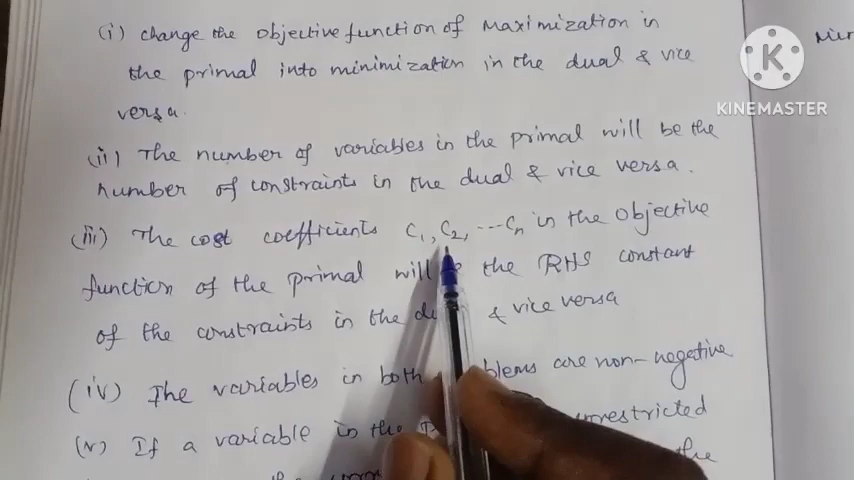 (i) change the objective function of Maximization in
the primal into minimization in the dual & vice
versa.
(ii) The number of variables in the primal will be the
number of constraints in the dual & vice versa.
(iii) The cost coefficients C1, C2, ---Cn in the objective
function of the primal will the RHS constant
of the constraints in the & vice versa
(iv) The variables in both are non-negative
(v) If a variable in the unrestricted
the
KINEMASTER